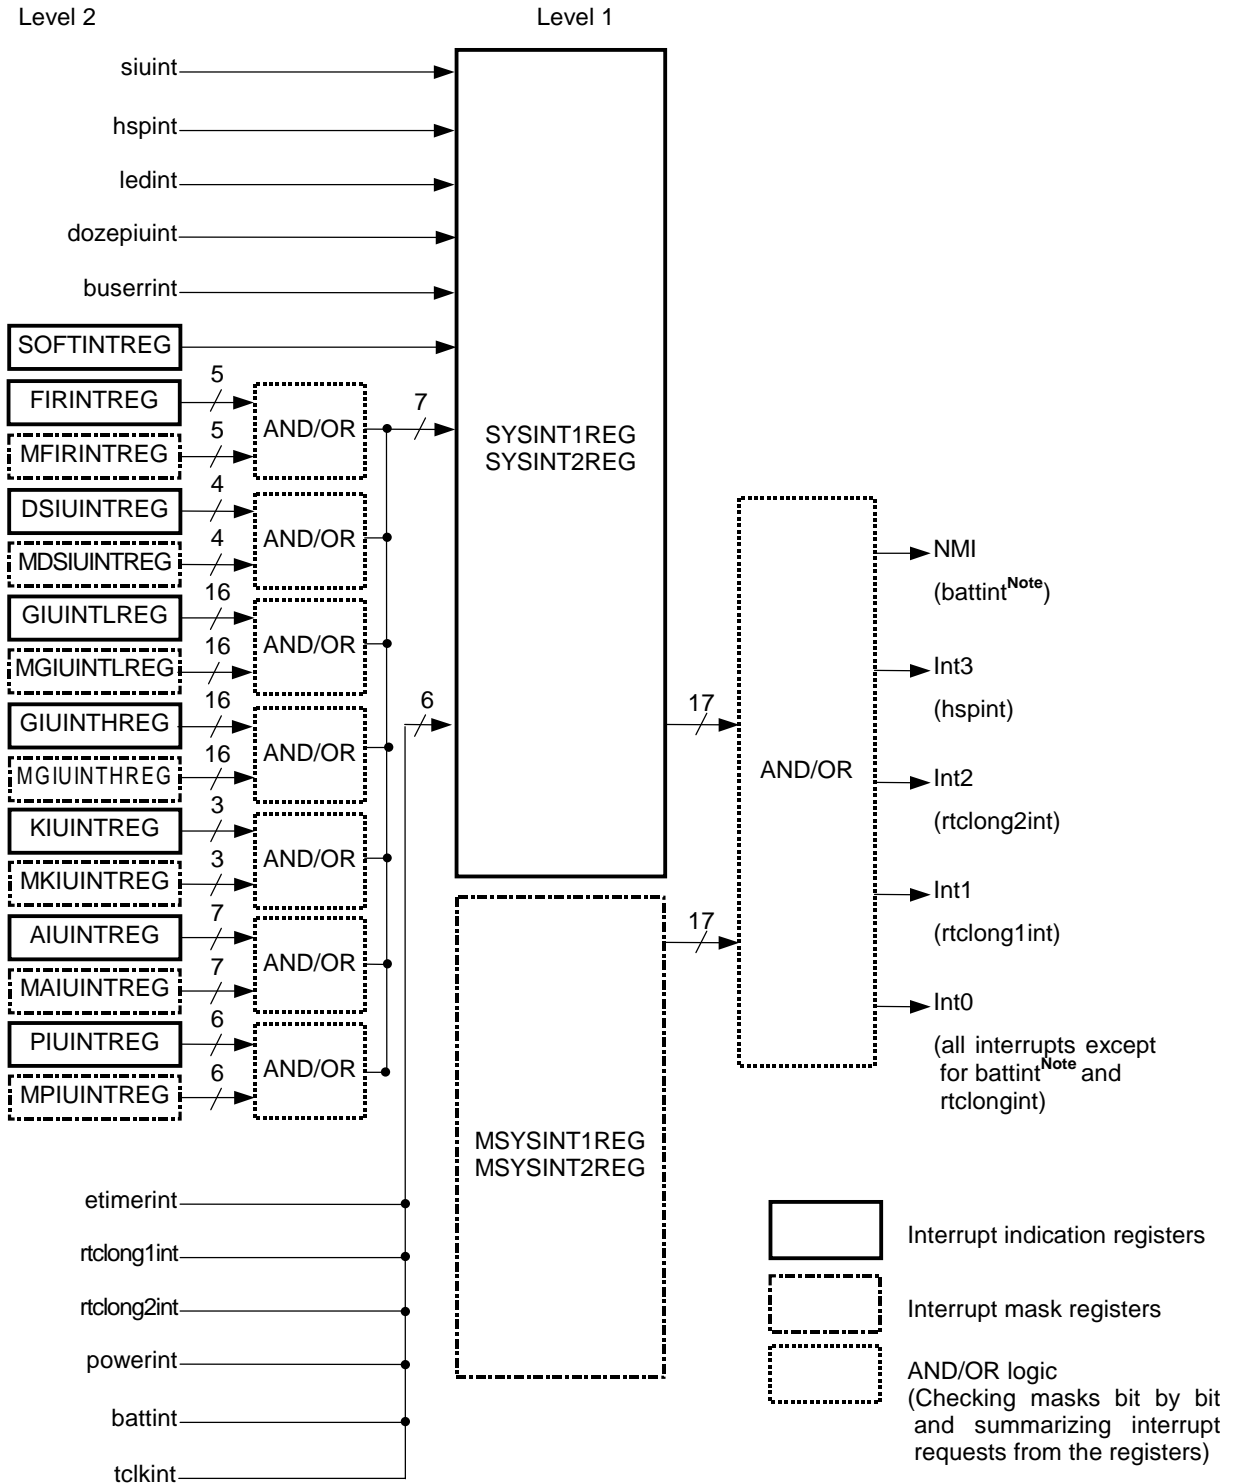 Level 2
Level 1
siuint
hspint
ledint
dozepiuint
buserrint
SOFTINTREG
FIRINTREG
5
MFIRINTREG
5
AND/OR
7
DSIUINTREG
4
MDSIUINTREG
4
AND/OR
GIUINTLREG
16
MGIUINTLREG
16
AND/OR
GIUINTHREG
16
MGIUINTHREG
16
AND/OR
KIUINTREG
3
MKIUINTREG
3
AND/OR
AIUINTREG
7
MAIUINTREG
7
AND/OR
PIUINTREG
6
MPIUINTREG
6
AND/OR
etimerint
rtclong1int
rtclong2int
powerint
battint
tclkint
6
SYSINT1REG
SYSINT2REG
17
MSYSINT1REG
MSYSINT2REG
17
AND/OR
NMI
(battintNote)
Int3
(hspint)
Int2
(rtclong2int)
Int1
(rtclong1int)
Int0
(all interrupts except
for battintNote and
rtclongint)
Interrupt indication registers
Interrupt mask registers
AND/OR logic
(Checking masks bit by bit
and summarizing interrupt
requests from the registers)